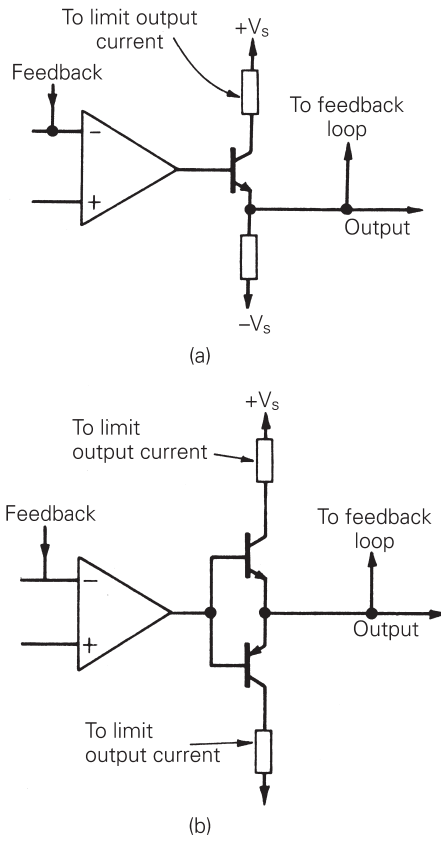 To limit output
current
+Vs
Feedback
To feedback
loop
−
+
Output
−Vs
(a)
+Vs
To limit
output current
Feedback
To feedback
loop
−
+
Output
To limit
output current
(b)